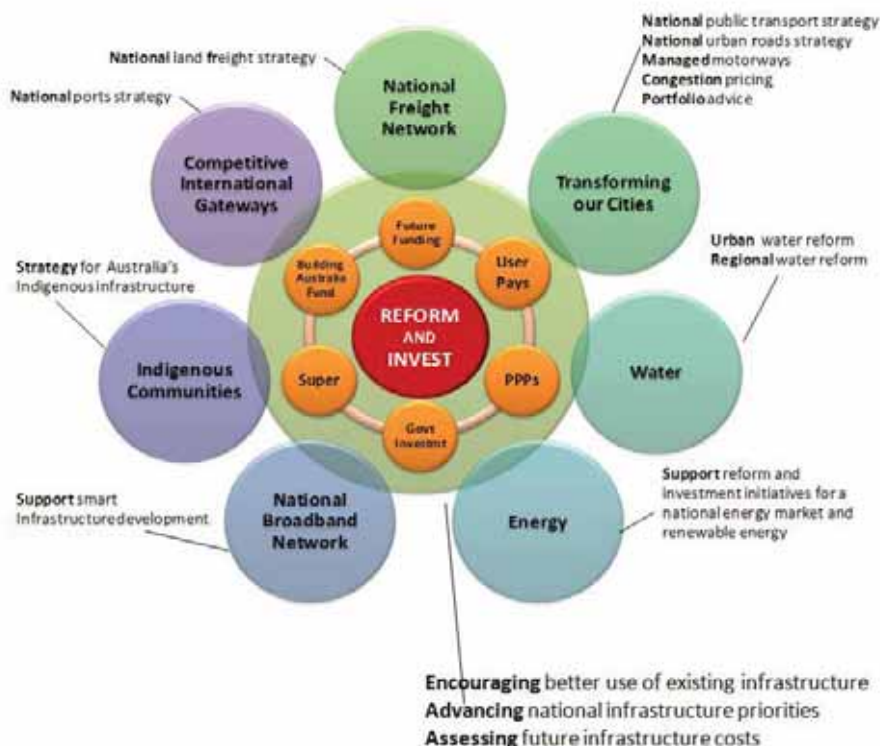 National public transport strategy
National urban roads strategy
Managed motorways
Congestion pricing
Portfolio advice
National land freight strategy
National ports strategy
National
Freight
Network
Competitive
International
Gateways
Transforming
our Cities
Future
Funding
User
Pays
Building
Australia
Fund
Urban water reform
Regional water reform
Strategy for Australia's
Indigenous infrastructure
REFORM
AND
INVEST
Indigenous
Communities
Super
PPPs
Water
Govt
Investmt
Support smart
Infrastructure development
National
Broadband
Network
Energy
Support reform and
investment initiatives for a
national energy market and
renewable energy
Encouraging better use of existing infrastructure
Advancing national infrastructure priorities
Assessing future infrastructure costs